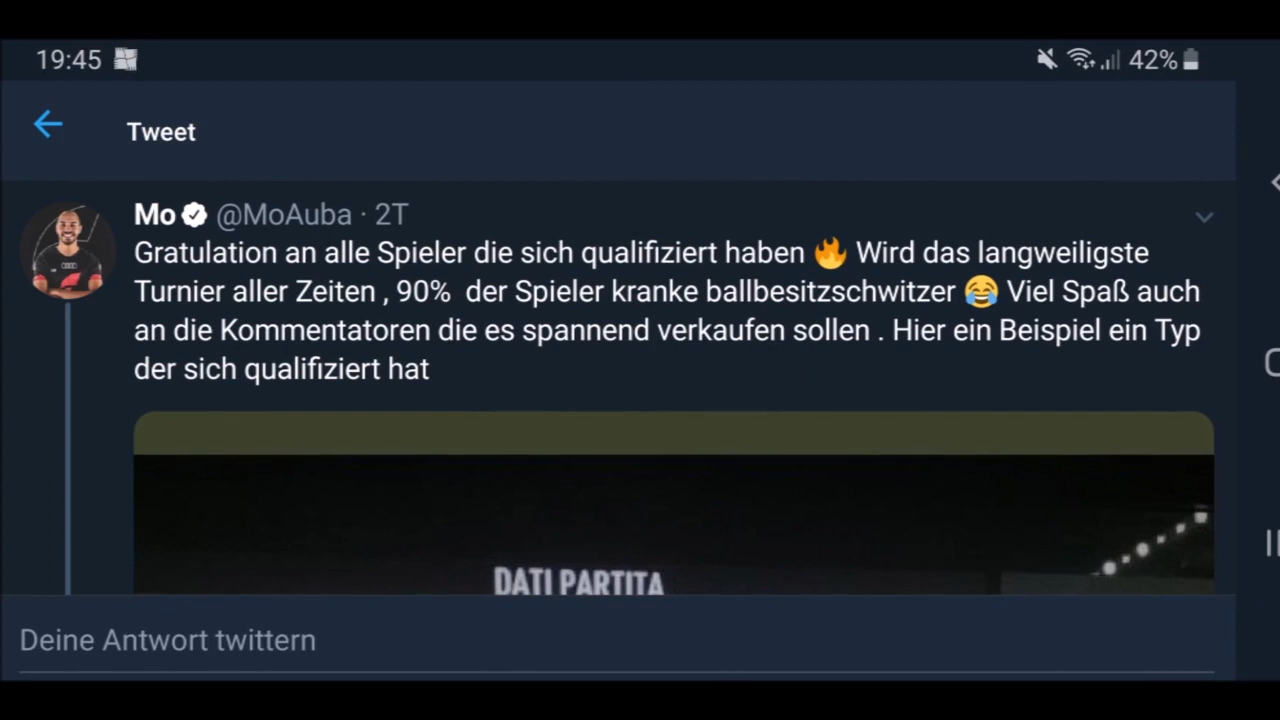 19:45 42%
Tweet
Mo @MoAuba · 2T
Gratulation an alle Spieler die sich qualifiziert haben 🔥 Wird das langweiligste
Turnier aller Zeiten , 90%  der Spieler kranke ballbesitzschwitzer 😂 Viel Spaß auch
an die Kommentatoren die es spannend verkaufen sollen . Hier ein Beispiel ein Typ
der sich qualifiziert hat
DATI PARTITA
Deine Antwort twittern